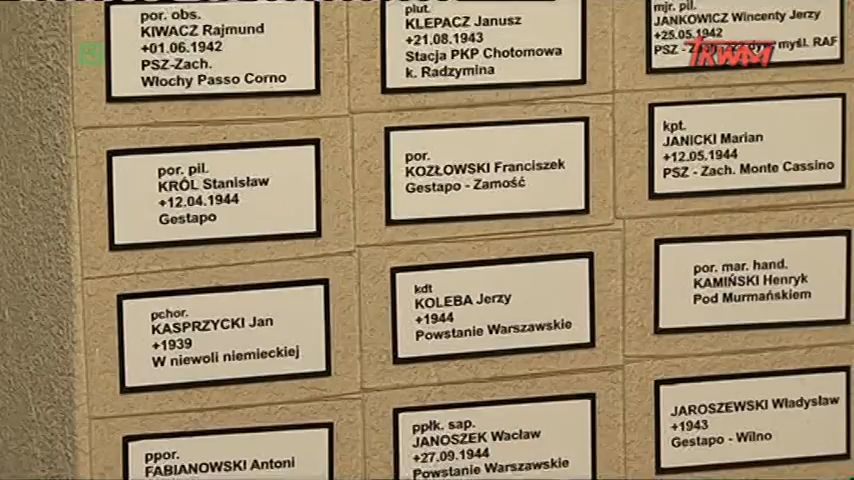 por. obs.
KIWACZ Rajmund
+01.06.1942
PSZ-Zach.
Włochy Passo Corno
plut.
KLEPACZ Janusz
+21.08.1943
Stacja PKP Chotomowa
k. Radzymina
mjr. pil.
JANKOWICZ Wincenty Jerzy
+25.05.1942
PSZ - myśl. RAF
TRWAM
por. pil.
KRÓL Stanisław
+12.04.1944
Gestapo
por.
KOZŁOWSKI Franciszek
Gestapo - Zamość
kpt.
JANICKI Marian
+12.05.1944
PSZ - Zach. Monte Cassino
pchor.
KASPRZYCKI Jan
+1939
W niewoli niemieckiej
kdt
KOLEBA Jerzy
+1944
Powstanie Warszawskie
por. mar. hand.
KAMIŃSKI Henryk
Pod Murmańskiem
ppor.
FABIANOWSKI Antoni
ppłk. sap.
JANOSZEK Wacław
+27.09.1944
Powstanie Warszawskie
JAROSZEWSKI Władysław
+1943
Gestapo - Wilno